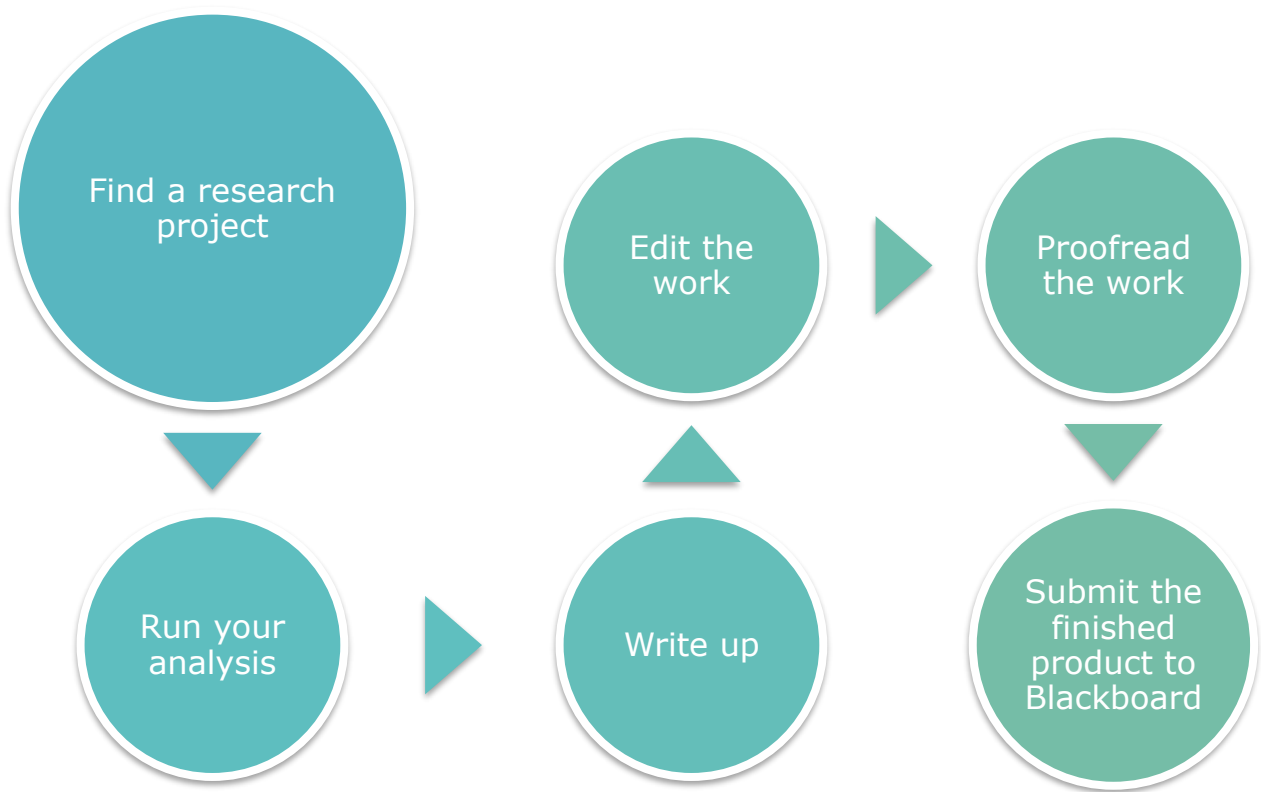 Find a research
project
Run your
analysis
Write up
Edit the
work
Proofread
the work
Submit the
finished
product to
Blackboard